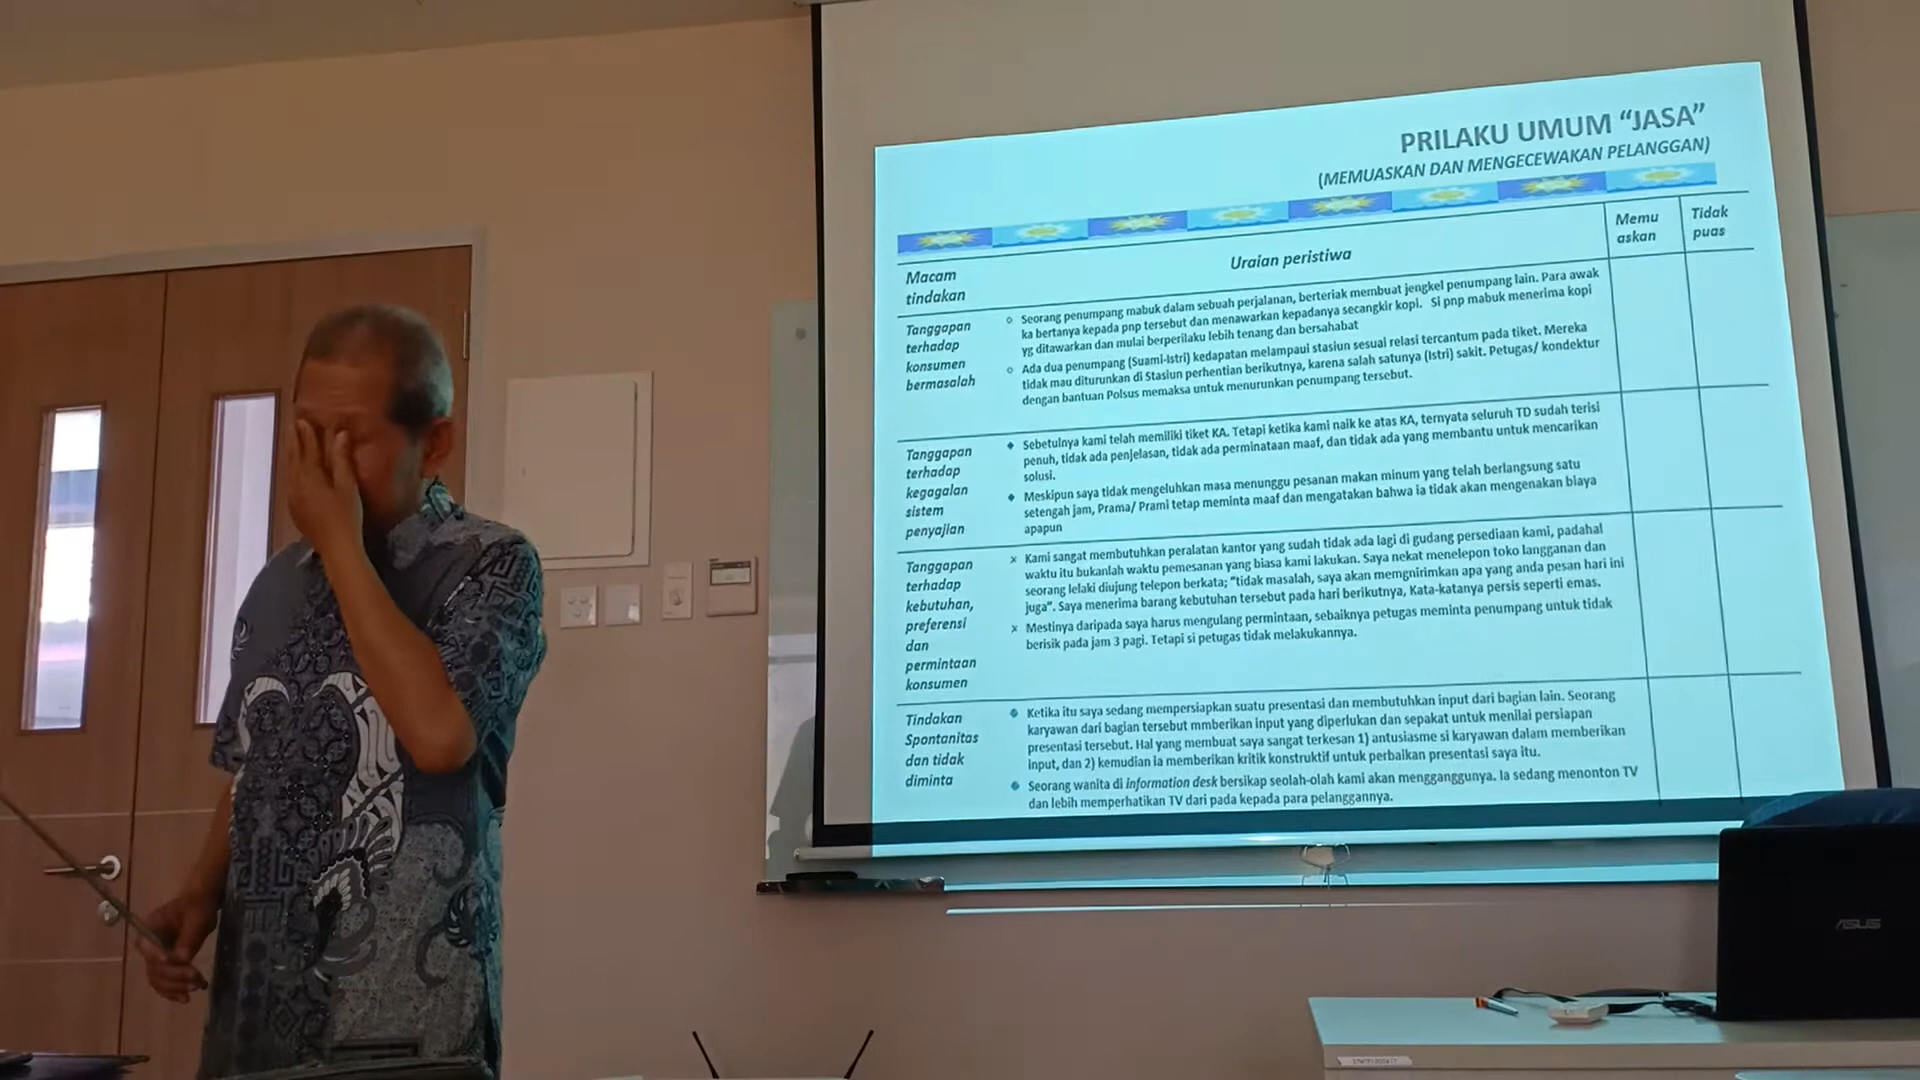 PRILAKU UMUM “JASA”
(MEMUASKAN DAN MENGECEWAKAN PELANGGAN)
Macam
tindakan
Uraian peristiwa
Memu
askan
Tidak
puas
Tanggapan
terhadap
konsumen
bermasalah
Seorang penumpang mabuk dalam sebuah perjalanan, berteriak membuat jengkel penumpang lain. Para awak
ka bertanya kepada pnp tersebut dan menawarkan kepadanya secangkir kopi. Si pnp mabuk menerima kopi
yg ditawarkan dan mulai berperilaku lebih tenang dan bersahabat
Ada dua penumpang (Suami-Istri) kedapatan melampaui stasiun sesuai relasi tercantum pada tiket. Mereka
tidak mau diturunkan di Stasiun perhentian berikutnya, karena salah satunya (Istri) sakit. Petugas/ kondektur
dengan bantuan Polsus memaksa untuk menurunkan penumpang tersebut.
Tanggapan
terhadap
kegagalan
sistem
penyajian
Sebetulnya kami telah memiliki tiket KA. Tetapi ketika kami naik ke atas KA, ternyata seluruh TD sudah terisi
penuh, tidak ada penjelasan, tidak ada perminataan maaf, dan tidak ada yang membantu untuk mencarikan
solusi.
Meskipun saya tidak mengeluhkan masa menunggu pesanan makan minum yang telah berlangsung satu
setengah jam, Prama/ Prami tetap meminta maaf dan mengatakan bahwa ia tidak akan mengenakan biaya
apapun
Tanggapan
terhadap
kebutuhan,
preferensi
dan
permintaan
konsumen
Kami sangat membutuhkan peralatan kantor yang sudah tidak ada lagi di gudang persediaan kami, padahal
waktu itu bukanlah waktu pemesanan yang biasa kami lakukan. Saya nekat menelepon toko langganan dan
seorang lelaki diujung telepon berkata; “tidak masalah, saya akan memgnirimkan apa yang anda pesan hari ini
juga”. Saya menerima barang kebutuhan tersebut pada hari berikutnya, Kata-katanya persis seperti emas.
Mestinya daripada saya harus mengulang permintaan, sebaiknya petugas meminta penumpang untuk tidak
berisik pada jam 3 pagi. Tetapi si petugas tidak melakukannya.
Tindakan
Spontanitas
dan tidak
diminta
Ketika itu saya sedang mempersiapkan suatu presentasi dan membutuhkan input dari bagian lain. Seorang
karyawan dari bagian tersebut mmberikan input yang diperlukan dan sepakat untuk menilai persiapan
presentasi tersebut. Hal yang membuat saya sangat terkesan 1) antusiasme si karyawan dalam memberikan
input, dan 2) kemudian ia memberikan kritik konstruktif untuk perbaikan presentasi saya itu.
Seorang wanita di information desk bersikap seolah-olah kami akan mengganggunya. Ia sedang menonton TV
dan lebih memperhatikan TV dari pada kepada para pelanggannya.
ASUS